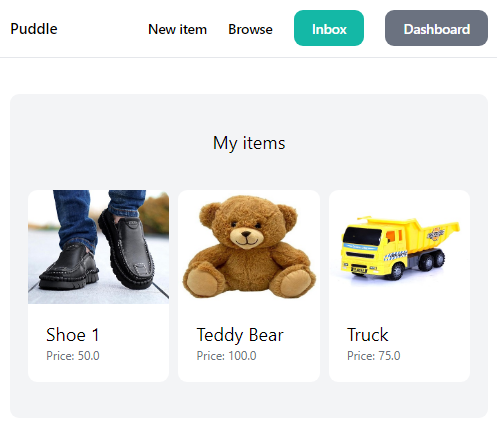 Puddle
New item
Browse
Inbox
Dashboard
My items
Shoe 1
Price: 50.0
Teddy Bear
Price: 100.0
Truck
Price: 75.0